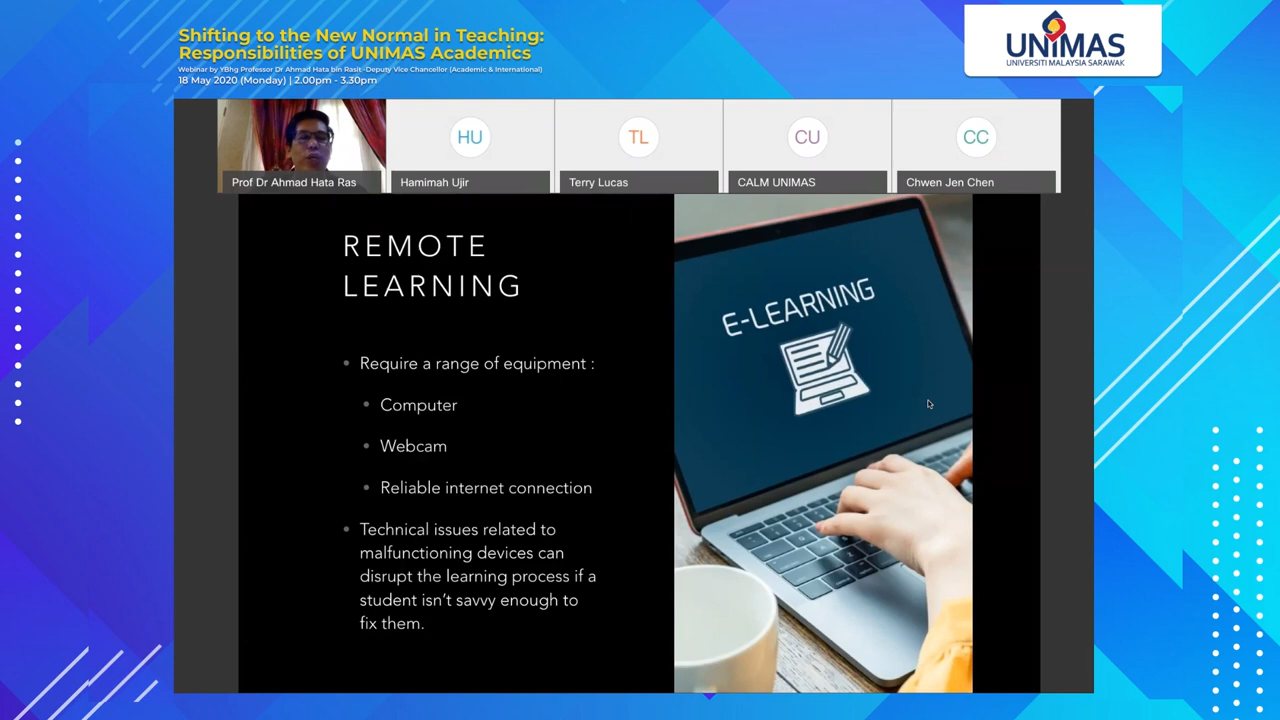 Shifting to the New Normal in Teaching:
Responsibilities of UNIMAS Academics
Webinar by YBhg Professor Dr Ahmad Hata bin Rasit -Deputy Vice Chancellor (Academic & International)
18 May 2020 (Monday) | 2.00pm - 3.30pm
UNIMAS
UNIVERSITI MALAYSIA SARAWAK
HU
TL
CU
CC
Prof Dr Ahmad Hata Ras
Hamimah Ujir
Terry Lucas
CALM UNIMAS
Chwen Jen Chen
REMOTE
LEARNING
E-LEARNING
• Require a range of equipment :
• Computer
• Webcam
• Reliable internet connection
• Technical issues related to
malfunctioning devices can
disrupt the learning process if a
student isn’t savvy enough to
fix them.